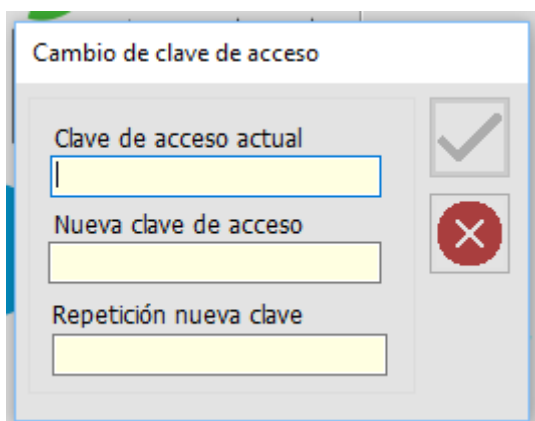 Cambio de clave de acceso
Clave de acceso actual
Nueva clave de acceso
Repetición nueva clave